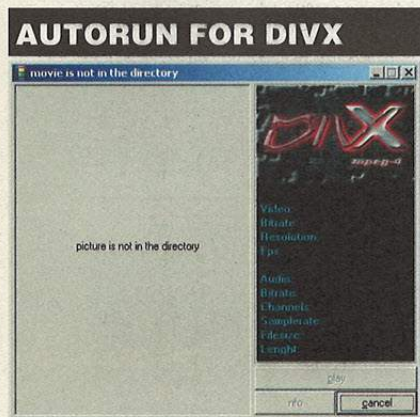 AUTORUN FOR DIVX
movie is not in the directory
picture is not in the directory
DIVX
mpeg-4
Video:
Bitrate:
Resolution:
Fps:
Audio:
Bitrate:
Channels:
Samplerate:
Filesize:
Lenght:
play
nfo
cancel